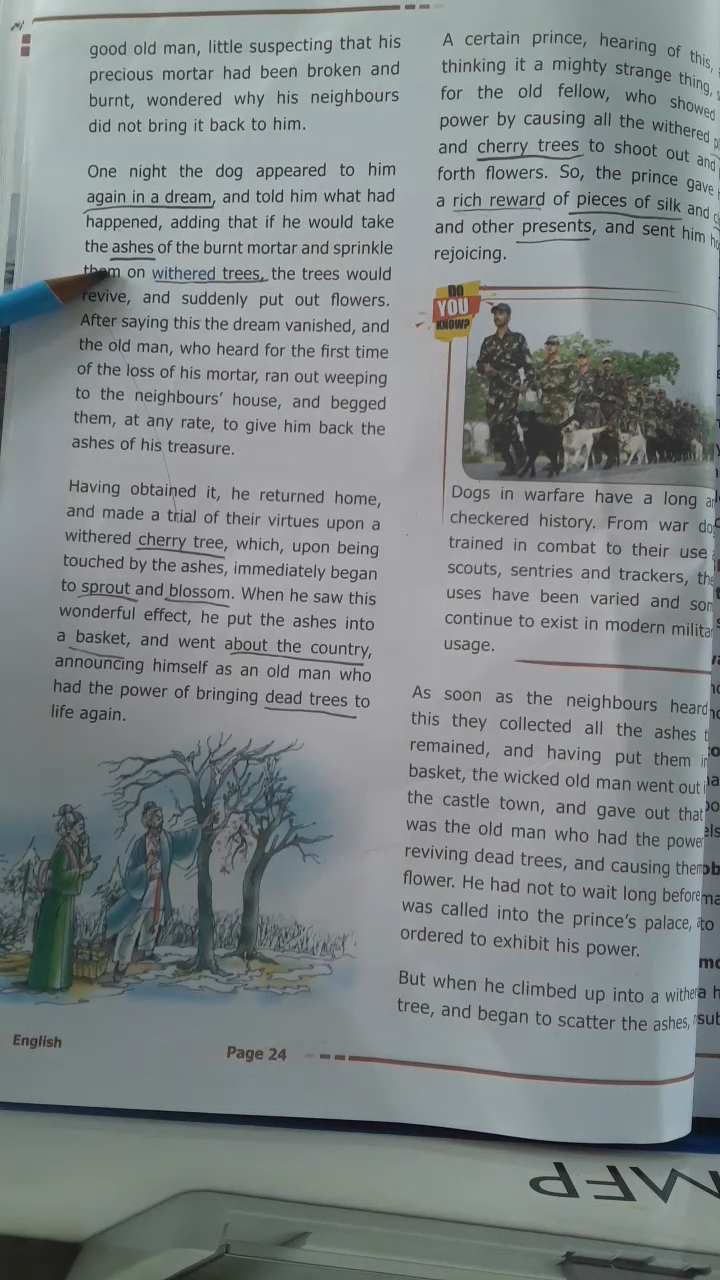 good old man, little suspecting that his
precious mortar had been broken and
burnt, wondered why his neighbours
did not bring it back to him.
One night the dog appeared to him
again in a dream, and told him what had
happened, adding that if he would take
the ashes of the burnt mortar and sprinkle
them on withered trees, the trees would
revive, and suddenly put out flowers.
After saying this the dream vanished, and
the old man, who heard for the first time
of the loss of his mortar, ran out weeping
to the neighbours' house, and begged
them, at any rate, to give him back the
ashes of his treasure.
Having obtained it, he returned home,
and made a trial of their virtues upon a
withered cherry tree, which, upon being
touched by the ashes, immediately began
to sprout and blossom. When he saw this
wonderful effect, he put the ashes into
a basket, and went about the country,
announcing himself as an old man who
had the power of bringing dead trees to
life again.
A certain prince, hearing of this,
thinking it a mighty strange thing,
for the old fellow, who showed
power by causing all the withered
and cherry trees to shoot out and
forth flowers. So, the prince gave
a rich reward of pieces of silk and
and other presents, and sent him
rejoicing.
DO
YOU
KNOW?
Dogs in warfare have a long
checkered history. From war
trained in combat to their use
scouts, sentries and trackers,
uses have been varied and
continue to exist in modern
usage.
As soon as the neighbours heard
this they collected all the ashes
remained, and having put them
basket, the wicked old man went out
the castle town, and gave out that
was the old man who had the
reviving dead trees, and causing
flower. He had not to wait long before
was called into the prince's palace,
ordered to exhibit his power.
But when he climbed up into a
tree, and began to scatter the ashes,
English
Page 24